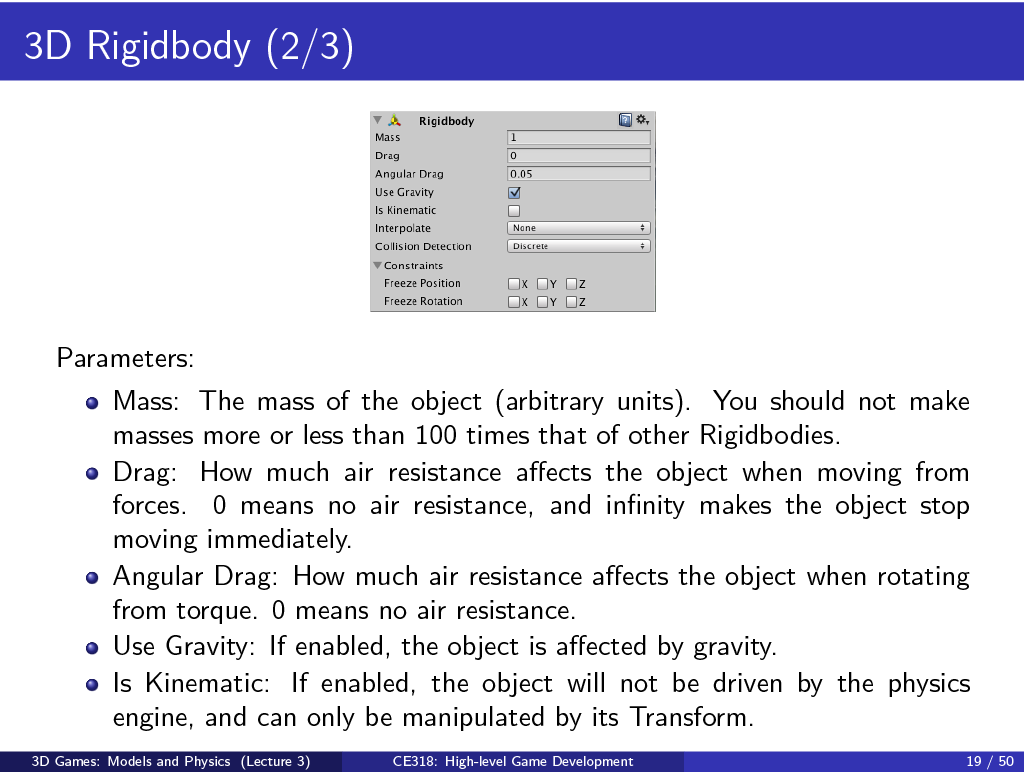 3D Rigidbody (2/3)
Rigidbody
Mass 1
Drag 0
Angular Drag 0.05
Use Gravity
Is Kinematic
Interpolate None
Collision Detection Discrete
Constraints
Freeze Position X Y Z
Freeze Rotation X Y Z
Parameters:
Mass: The mass of the object (arbitrary units). You should not make
masses more or less than 100 times that of other Rigidbodies.
Drag: How much air resistance affects the object when moving from
forces. 0 means no air resistance, and infinity makes the object stop
moving immediately.
Angular Drag: How much air resistance affects the object when rotating
from torque. 0 means no air resistance.
Use Gravity: If enabled, the object is affected by gravity.
Is Kinematic: If enabled, the object will not be driven by the physics
engine, and can only be manipulated by its Transform.
3D Games: Models and Physics (Lecture 3) CE318: High-level Game Development 19 / 50